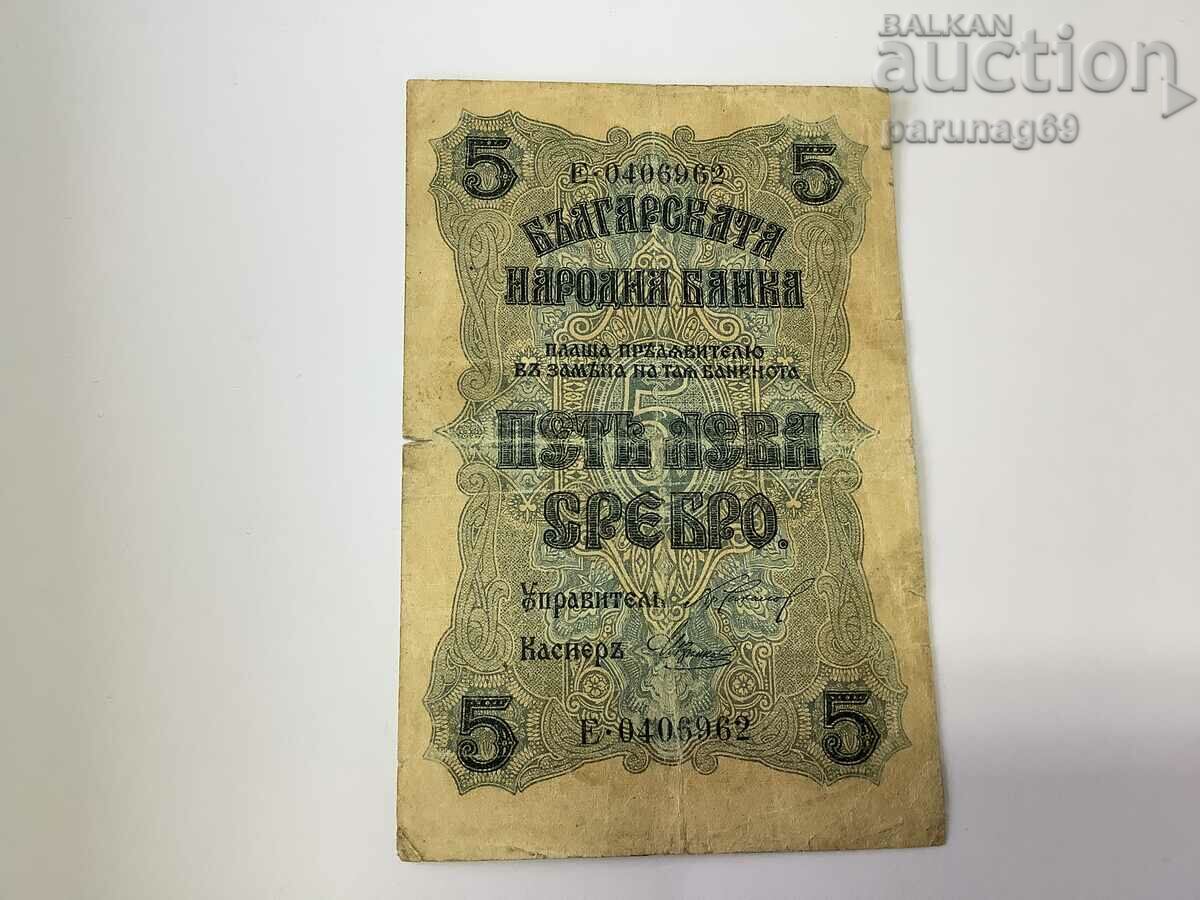 BALKAN
auction
parunag69
5 5
Е·0406962
БЪЛГАРСКАТА
НАРОДНА БАНКА
ПЛАЩА ПРѢДЯВИТЕЛЮ
ВЪ ЗАМѢНА НА ТАЯ БАНКНОТА
5
ПЕТЬ ЛЕВА
СРЕБРО.
Управитель
Касиеръ
5 5
Е·0406962